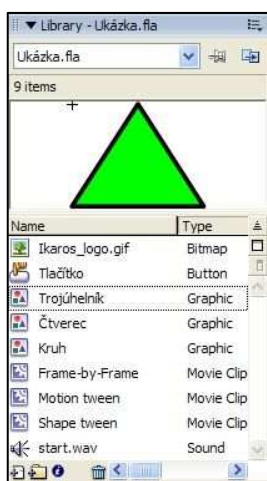 Library - Ukázka.fla
Ukázka.fla
9 items
Name Type
Ikaros_logo.gif Bitmap
Tlačítko Button
Trojúhelník Graphic
Čtverec Graphic
Kruh Graphic
Frame-by-Frame Movie Clip
Motion tween Movie Clip
Shape tween Movie Clip
start.wav Sound